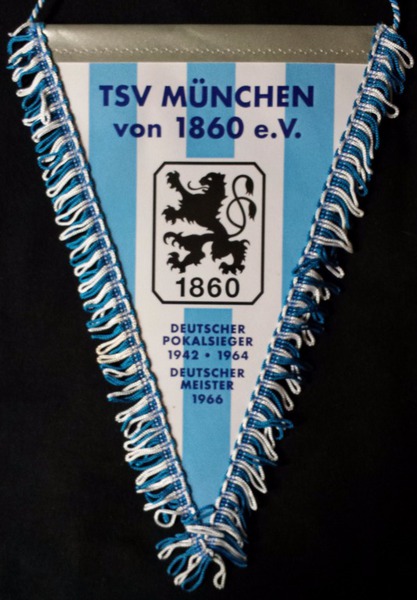 TSV MÜNCHEN
von 1860 e.V.
1860
DEUTSCHER
POKALSIEGER
1942 • 1964
DEUTSCHER
MEISTER
1966